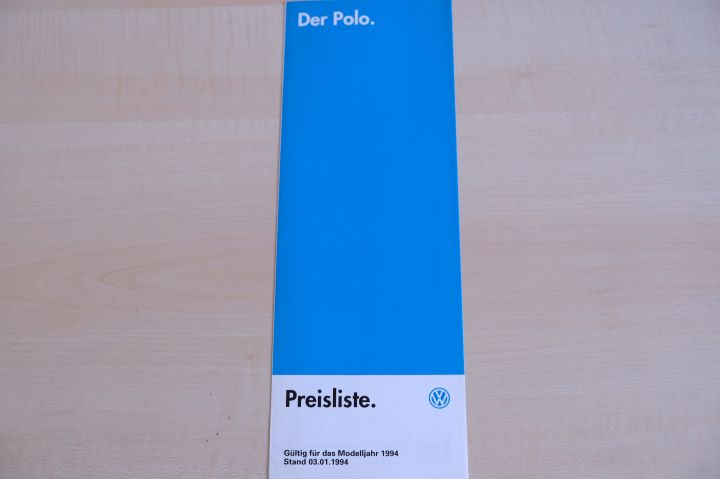 Der Polo.
Preisliste.
Gültig für das Modelljahr 1994
Stand 03.01.1994